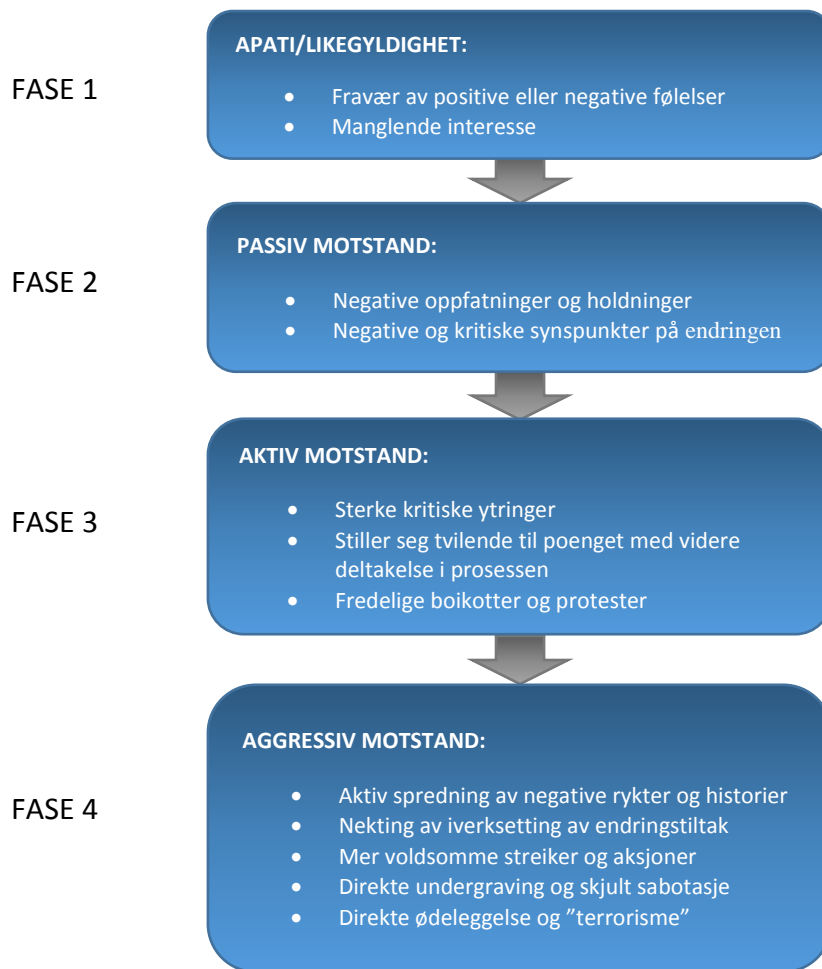 FASE 1
APATI/LIKEGYLDIGHET:
• Fravær av positive eller negative følelser
• Manglende interesse
FASE 2
PASSIV MOTSTAND:
• Negative oppfatninger og holdninger
• Negative og kritiske synspunkter på endringen
FASE 3
AKTIV MOTSTAND:
• Sterke kritiske ytringer
• Stiller seg tvilende til poenget med videre
deltakelse i prosessen
• Fredelige boikotter og protester
FASE 4
AGGRESSIV MOTSTAND:
• Aktiv spredning av negative rykter og historier
• Nekting av iverksetting av endringstiltak
• Mer voldsomme streiker og aksjoner
• Direkte undergraving og skjult sabotasje
• Direkte ødeleggelse og ”terrorisme”